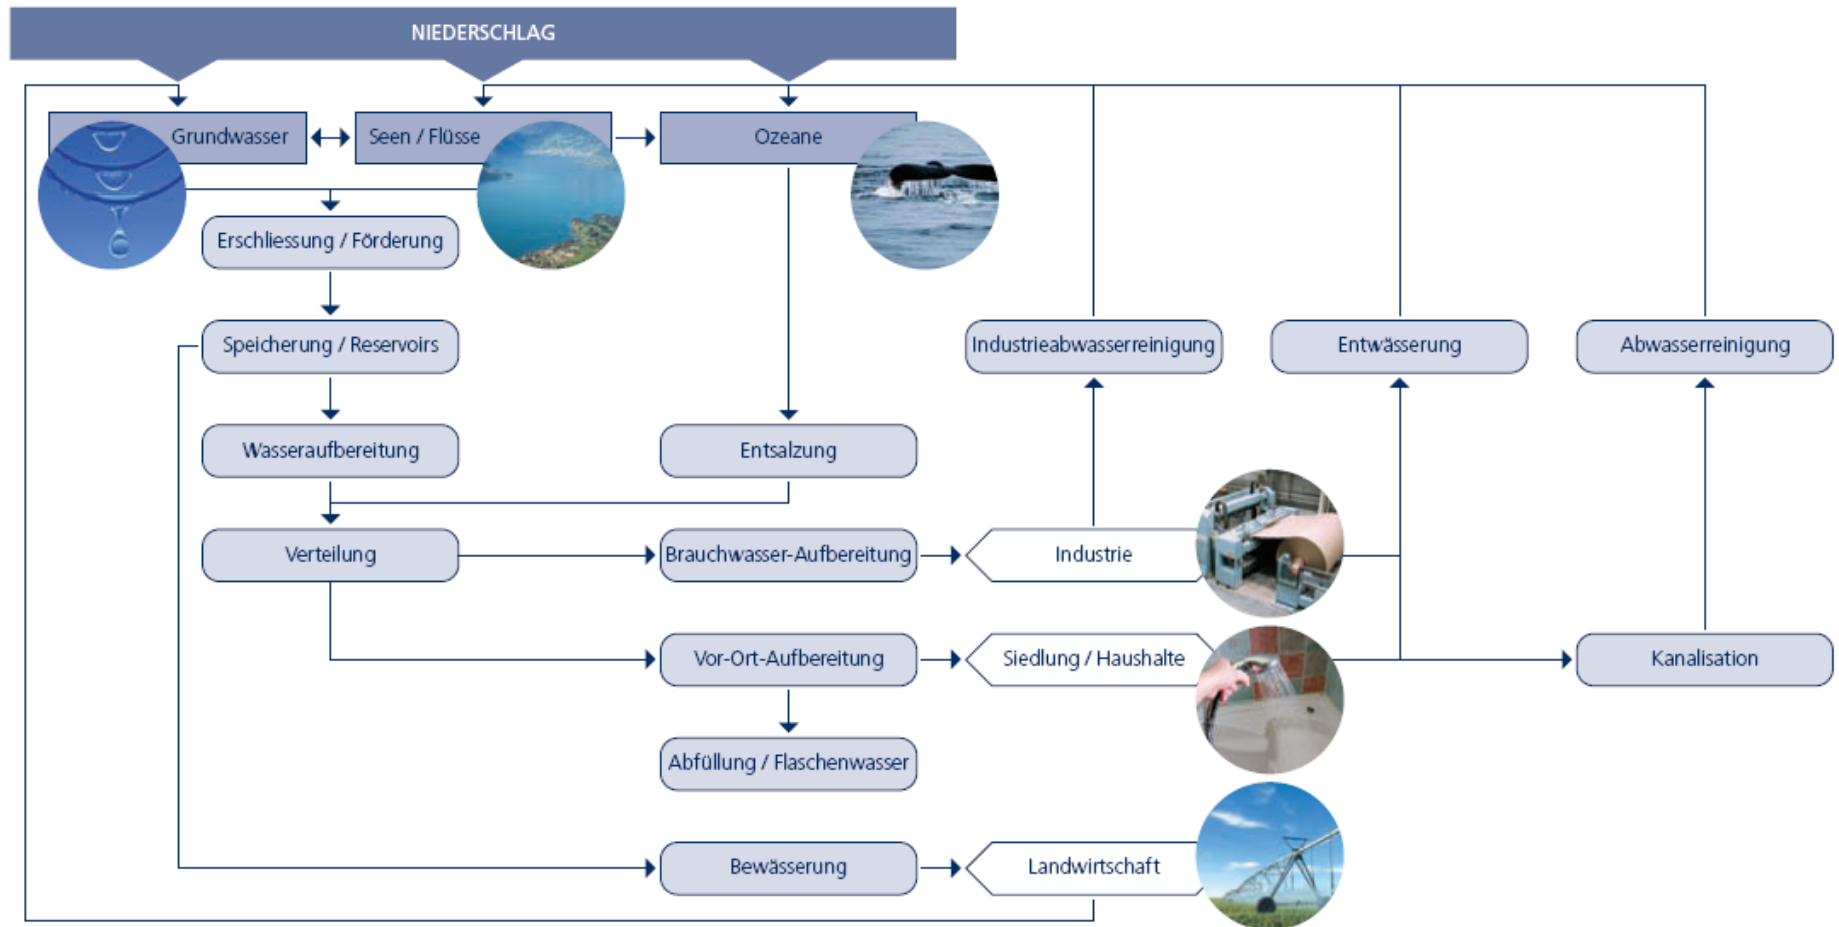 NIEDERSCHLAG
Grundwasser
Seen / Flüsse
Ozeane
Erschliessung / Förderung
Speicherung / Reservoirs
Industrieabwasserreinigung
Entwässerung
Abwasserreinigung
Wasseraufbereitung
Entsalzung
Verteilung
Brauchwasser-Aufbereitung
Industrie
Vor-Ort-Aufbereitung
Siedlung / Haushalte
Kanalisation
Abfüllung / Flaschenwasser
Bewässerung
Landwirtschaft